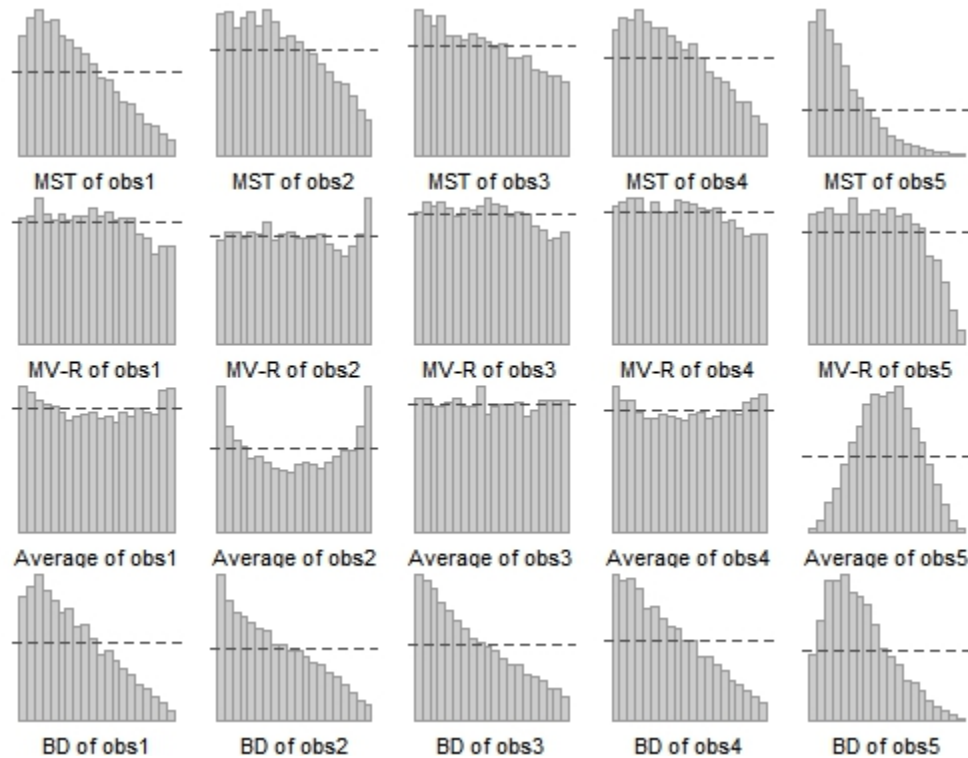 MST of obs1 MST of obs2 MST of obs3 MST of obs4 MST of obs5
MV-R of obs1 MV-R of obs2 MV-R of obs3 MV-R of obs4 MV-R of obs5
Average of obs1 Average of obs2 Average of obs3 Average of obs4 Average of obs5
BD of obs1 BD of obs2 BD of obs3 BD of obs4 BD of obs5